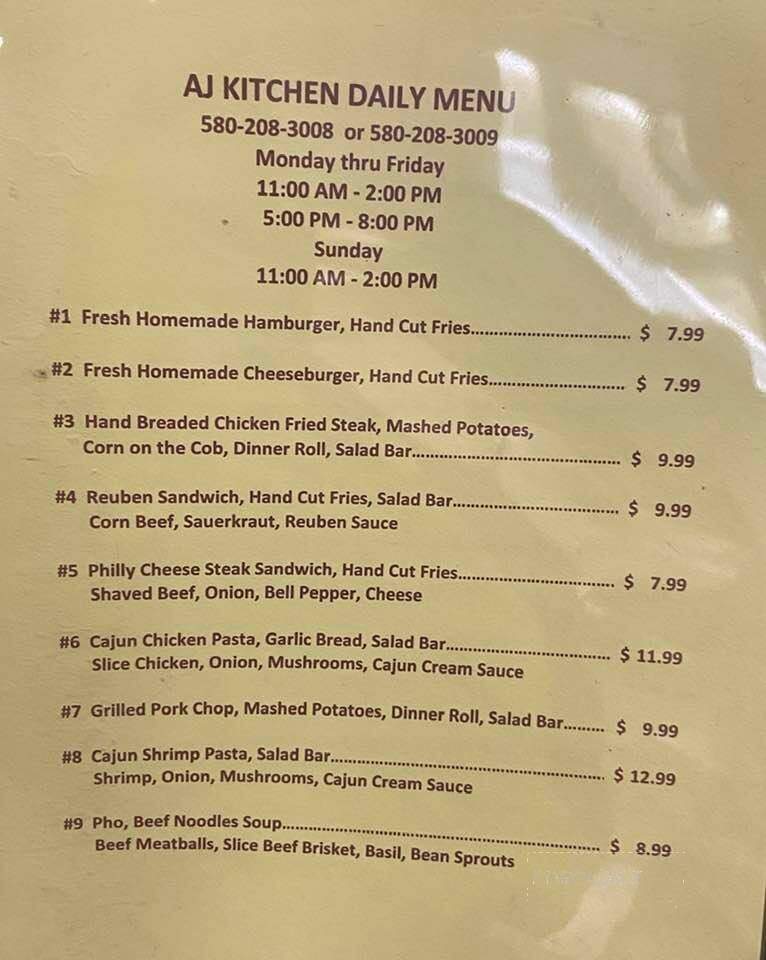 AJ KITCHEN DAILY MENU
580-208-3008 or 580-208-3009
Monday thru Friday
11:00 AM - 2:00 PM
5:00 PM - 8:00 PM
Sunday
11:00 AM - 2:00 PM
#1 Fresh Homemade Hamburger, Hand Cut Fries................................ $ 7.99
#2 Fresh Homemade Cheeseburger, Hand Cut Fries........................... $ 7.99
#3 Hand Breaded Chicken Fried Steak, Mashed Potatoes,
Corn on the Cob, Dinner Roll, Salad Bar.......................................... $ 9.99
#4 Reuben Sandwich, Hand Cut Fries, Salad Bar................................. $ 9.99
Corn Beef, Sauerkraut, Reuben Sauce
#5 Philly Cheese Steak Sandwich, Hand Cut Fries............................... $ 7.99
Shaved Beef, Onion, Bell Pepper, Cheese
#6 Cajun Chicken Pasta, Garlic Bread, Salad Bar................................. $ 11.99
Slice Chicken, Onion, Mushrooms, Cajun Cream Sauce
#7 Grilled Pork Chop, Mashed Potatoes, Dinner Roll, Salad Bar......... $ 9.99
#8 Cajun Shrimp Pasta, Salad Bar....................................................... $ 12.99
Shrimp, Onion, Mushrooms, Cajun Cream Sauce
#9 Pho, Beef Noodles Soup................................................................ $ 8.99
Beef Meatballs, Slice Beef Brisket, Basil, Bean Sprouts